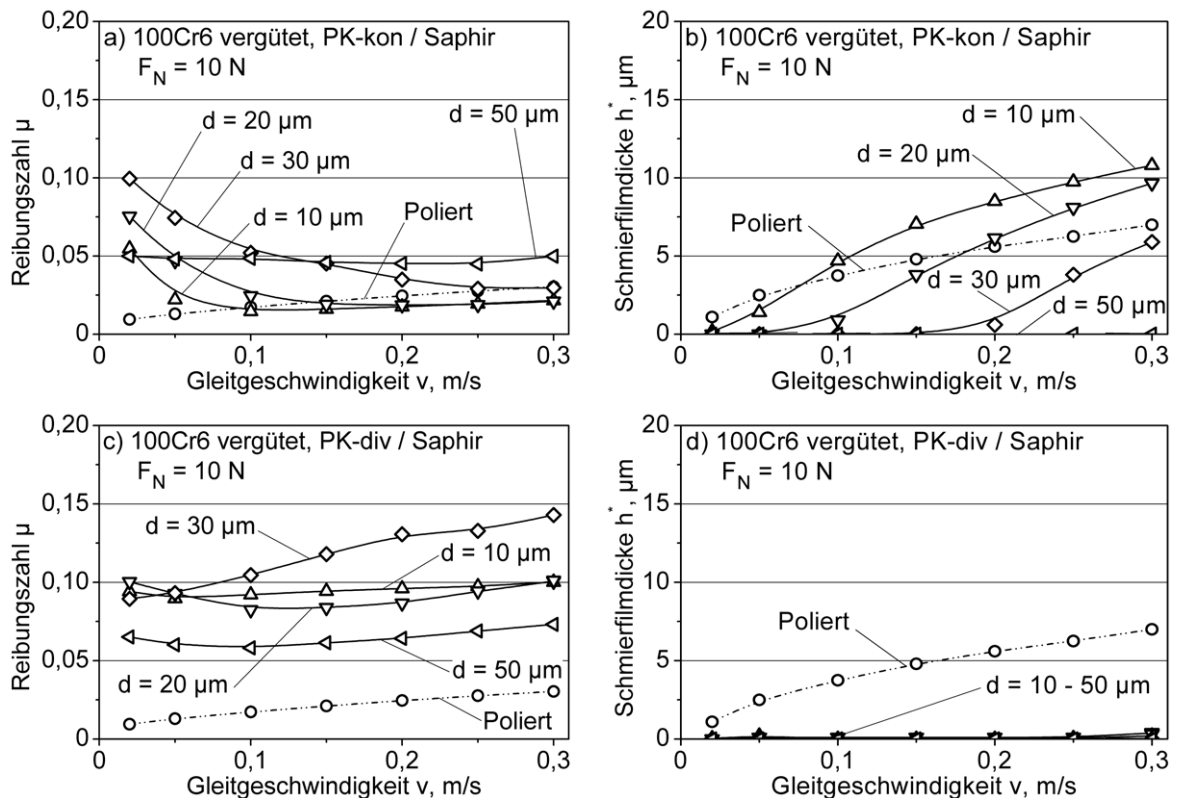 a) 100Cr6 vergütet, PK-kon / Saphir
F_N = 10 N
d = 50 µm
d = 20 µm
d = 30 µm
d = 10 µm
Poliert
Reibungszahl µ
0,20
0,15
0,10
0,05
0
0
0,1
0,2
0,3
Gleitgeschwindigkeit v, m/s
b) 100Cr6 vergütet, PK-kon / Saphir
F_N = 10 N
d = 10 µm
d = 20 µm
Poliert
d = 30 µm
d = 50 µm
Schmierfilmdicke h*, µm
20
15
10
5
0
0
0,1
0,2
0,3
Gleitgeschwindigkeit v, m/s
c) 100Cr6 vergütet, PK-div / Saphir
F_N = 10 N
d = 30 µm
d = 10 µm
d = 20 µm
d = 50 µm
Poliert
Reibungszahl µ
0,20
0,15
0,10
0,05
0
0
0,1
0,2
0,3
Gleitgeschwindigkeit v, m/s
d) 100Cr6 vergütet, PK-div / Saphir
F_N = 10 N
Poliert
d = 10 - 50 µm
Schmierfilmdicke h*, µm
20
15
10
5
0
0
0,1
0,2
0,3
Gleitgeschwindigkeit v, m/s